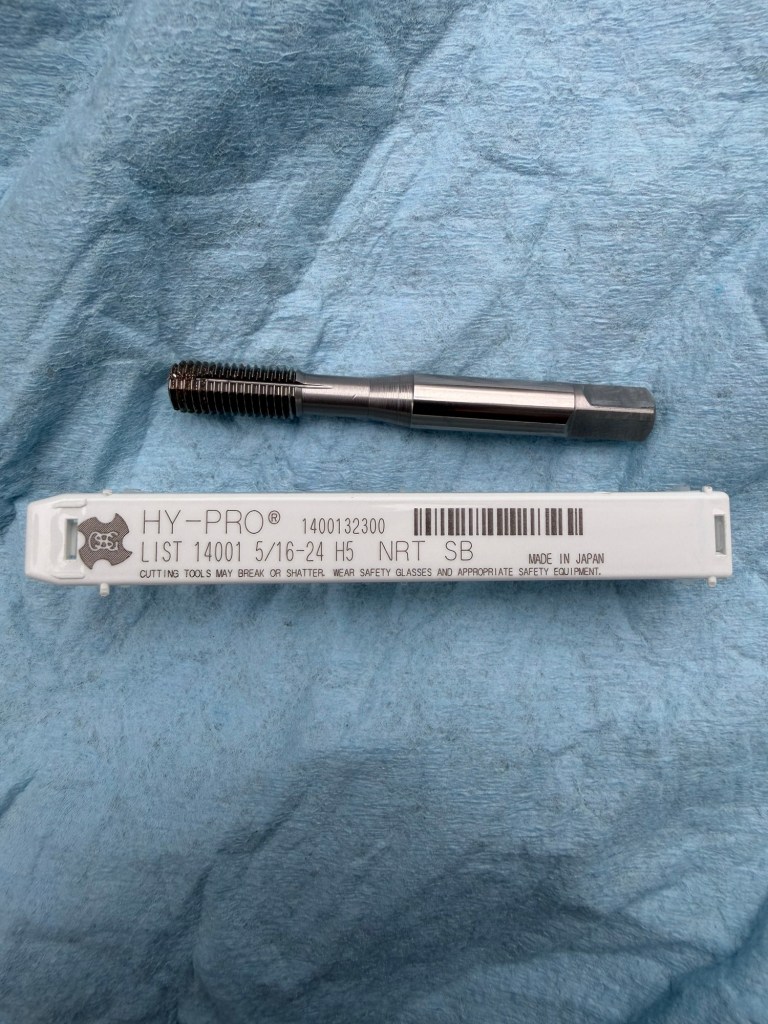 OSG HY-PRO® 1400132300
LIST 14001 5/16-24 H5 NRT SB MADE IN JAPAN
CUTTING TOOLS MAY BREAK OR SHATTER. WEAR SAFETY GLASSES AND APPROPRIATE SAFETY EQUIPMENT.